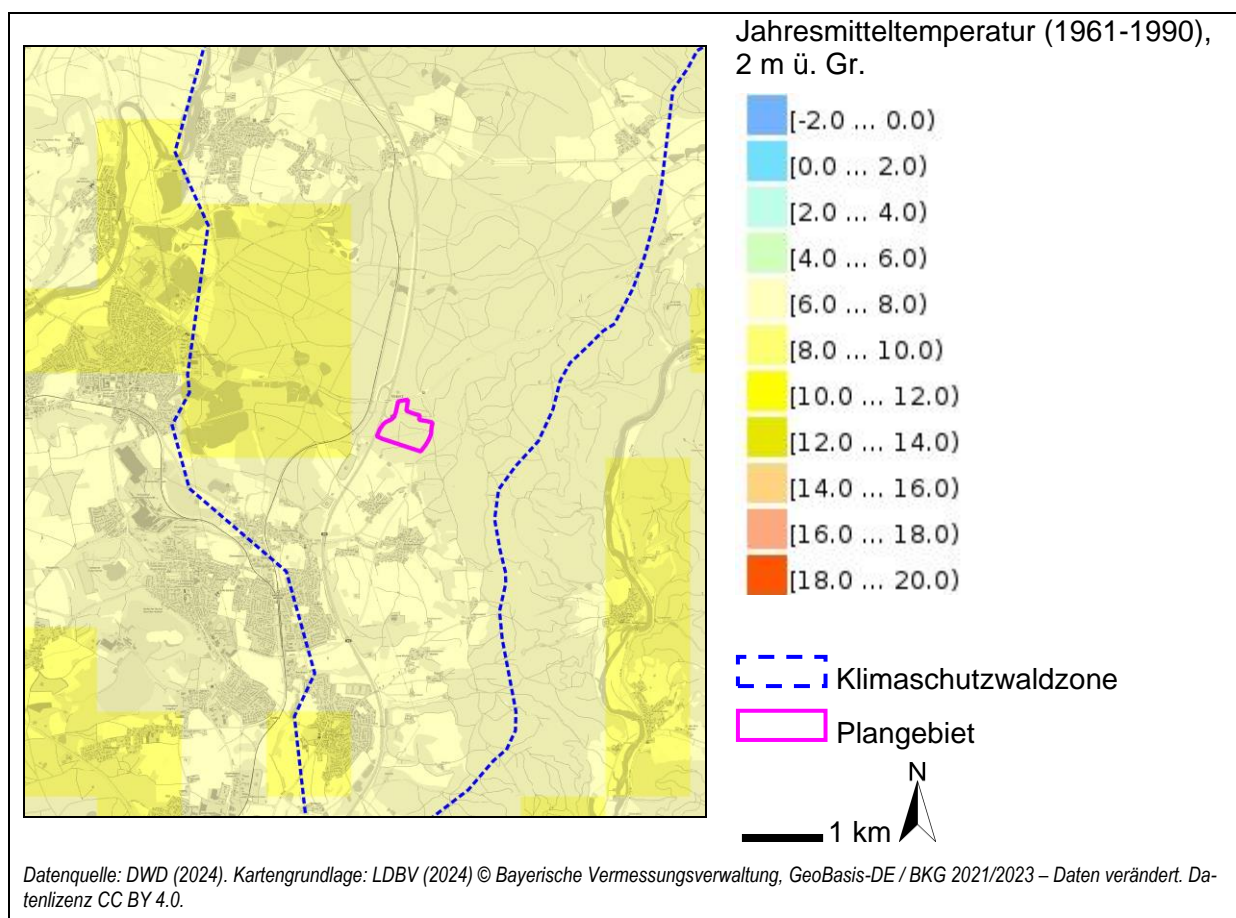 Jahresmitteltemperatur (1961-1990),
2 m ü. Gr.
[-2.0 ... 0.0)
[0.0 ... 2.0)
[2.0 ... 4.0)
[4.0 ... 6.0)
[6.0 ... 8.0)
[8.0 ... 10.0)
[10.0 ... 12.0)
[12.0 ... 14.0)
[14.0 ... 16.0)
[16.0 ... 18.0)
[18.0 ... 20.0)
Klimaschutzwaldzone
Plangebiet
N
1 km
Datenquelle: DWD (2024). Kartengrundlage: LDBV (2024) © Bayerische Vermessungsverwaltung, GeoBasis-DE / BKG 2021/2023 – Daten verändert. Da-
tenlizenz CC BY 4.0.